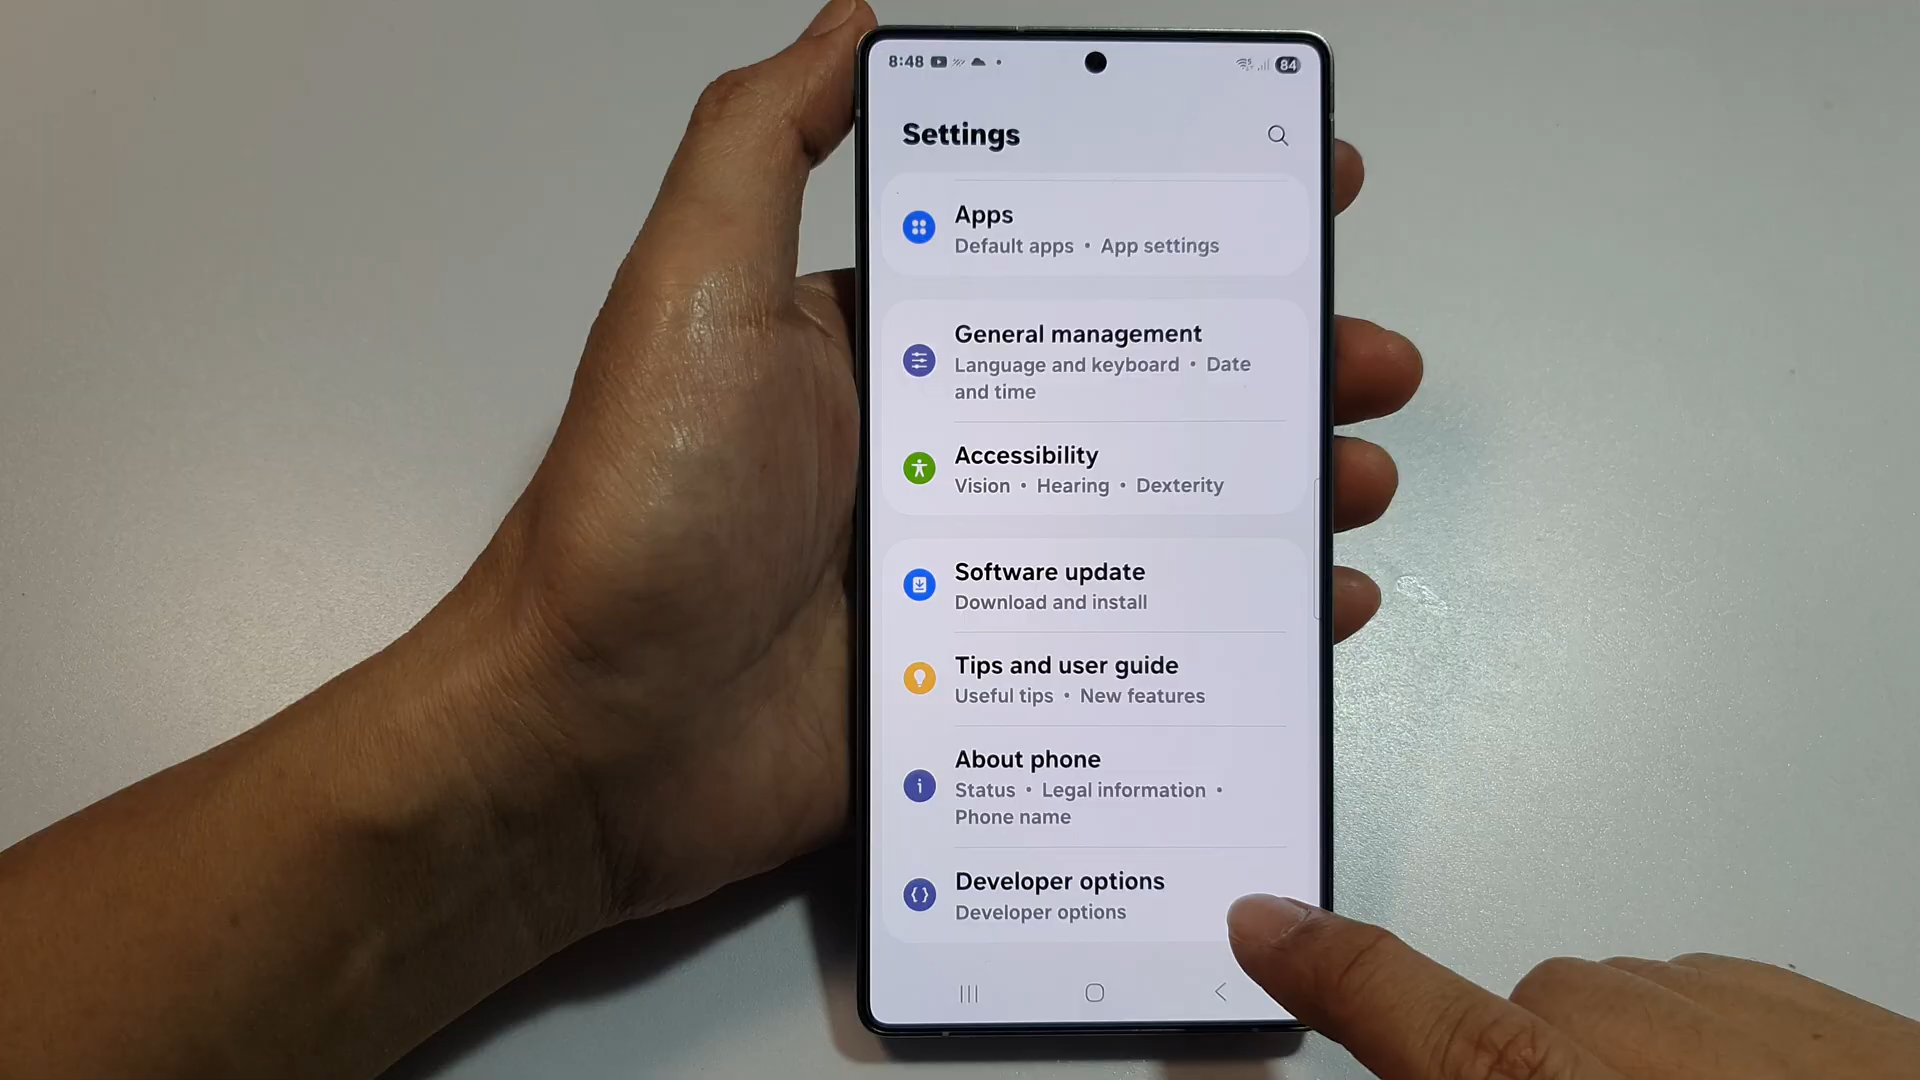 8:48
84
Settings
Apps
Default apps • App settings
General management
Language and keyboard • Date
and time
Accessibility
Vision • Hearing • Dexterity
Software update
Download and install
Tips and user guide
Useful tips • New features
About phone
Status • Legal information •
Phone name
Developer options
Developer options